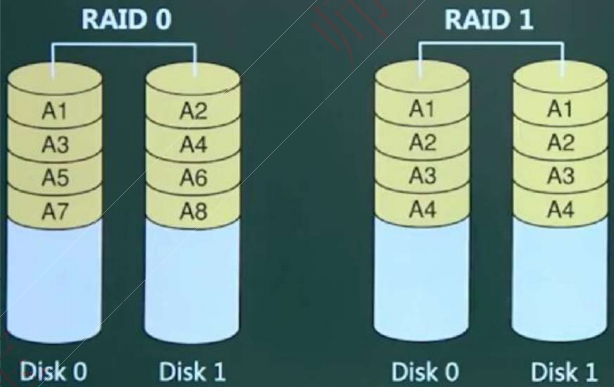 RAID 0
A1 A2
A3 A4
A5 A6
A7 A8
Disk 0 Disk 1
RAID 1
A1 A1
A2 A2
A3 A3
A4 A4
Disk 0 Disk 1